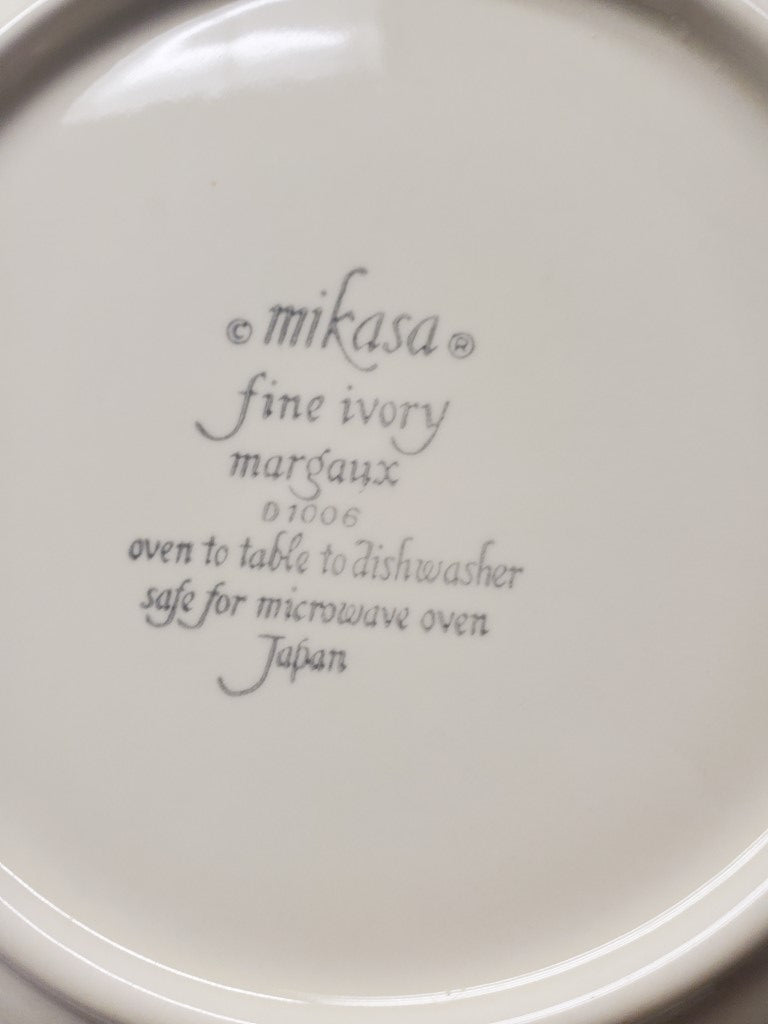 © mikasa ®
fine ivory
margaux
D1006
oven to table to dishwasher
safe for microwave oven
Japan